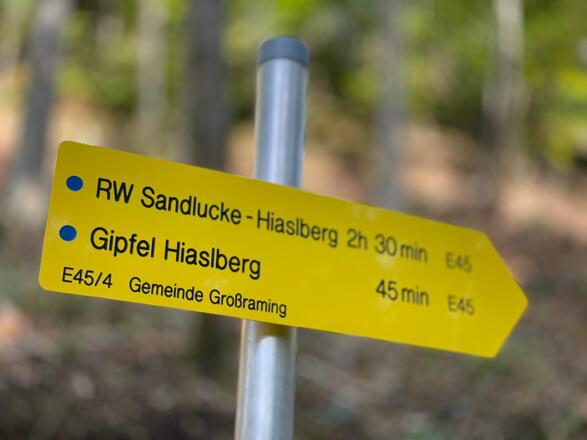 RW Sandlucke - Hiaslberg 2h 30 min E45
Gipfel Hiaslberg 45 min E45
E45/4 Gemeinde Großraming